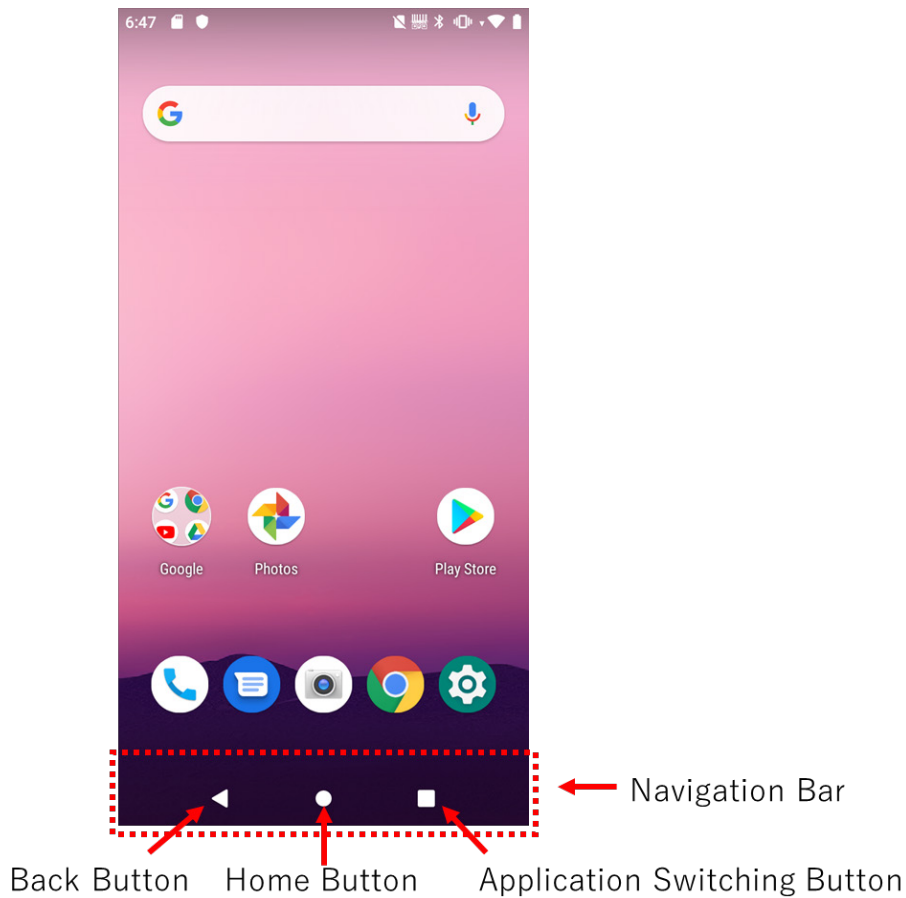 6:47
Google
Photos
Play Store
Navigation Bar
Back Button
Home Button
Application Switching Button